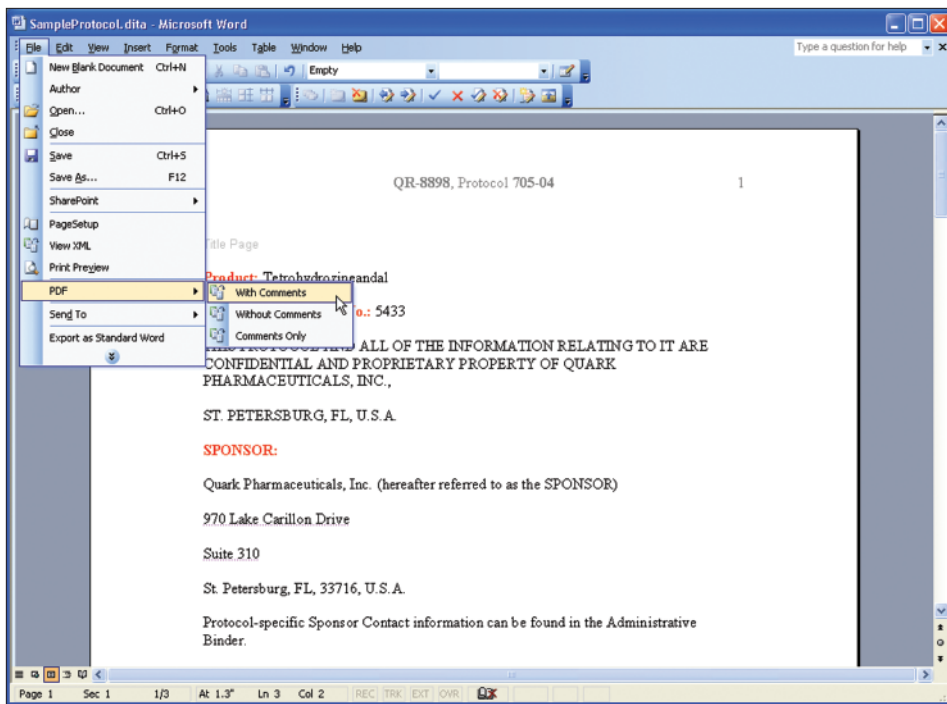 SampleProtocol.dita - Microsoft Word
File Edit View Insert Format Tools Table Window Help
Type a question for help
New Blank Document Ctrl+N
Empty
Author
Open... Ctrl+O
Close
Save Ctrl+S
Save As... F12
SharePoint
PageSetup
View XML
Print Preview
PDF
Send To
Export as Standard Word
With Comments
Without Comments
Comments Only
QR-8898, Protocol 705-04 1
Title Page
Product: Tetrohydrozineandal
No.: 5433
THIS PROTOCOL AND ALL OF THE INFORMATION RELATING TO IT ARE
CONFIDENTIAL AND PROPRIETARY PROPERTY OF QUARK
PHARMACEUTICALS, INC.,
ST. PETERSBURG, FL, U.S.A.
SPONSOR:
Quark Pharmaceuticals, Inc. (hereafter referred to as the SPONSOR)
970 Lake Carillon Drive
Suite 310
St. Petersburg, FL, 33716, U.S.A.
Protocol-specific Sponsor Contact information can be found in the Administrative
Binder.
Page 1 Sec 1 1/3 At 1.3" Ln 3 Col 2 REC TRK EXT OVR